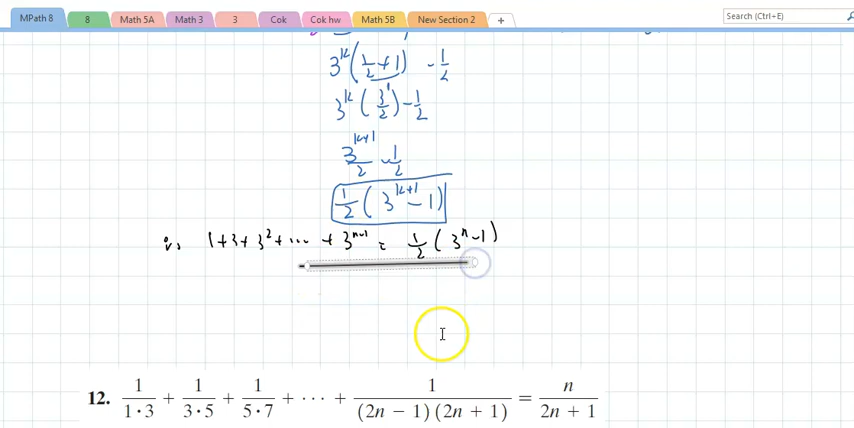 MPath 8 8 Math 5A Math 3 3 Cok Cok hw Math 5B New Section 2 +
Search (Ctrl+E)
3^k (1/2 + 1) - 1/2
3^k (3^1/2) - 1/2
3^{k+1}/2 - 1/2
1/2 ( 3^{k+1} - 1)
1 + 3 + 3^2 + ... + 3^{n-1} = 1/2 ( 3^n - 1)
12. 1/(1·3) + 1/(3·5) + 1/(5·7) + ··· + 1/((2n − 1)(2n + 1)) = n/(2n + 1)